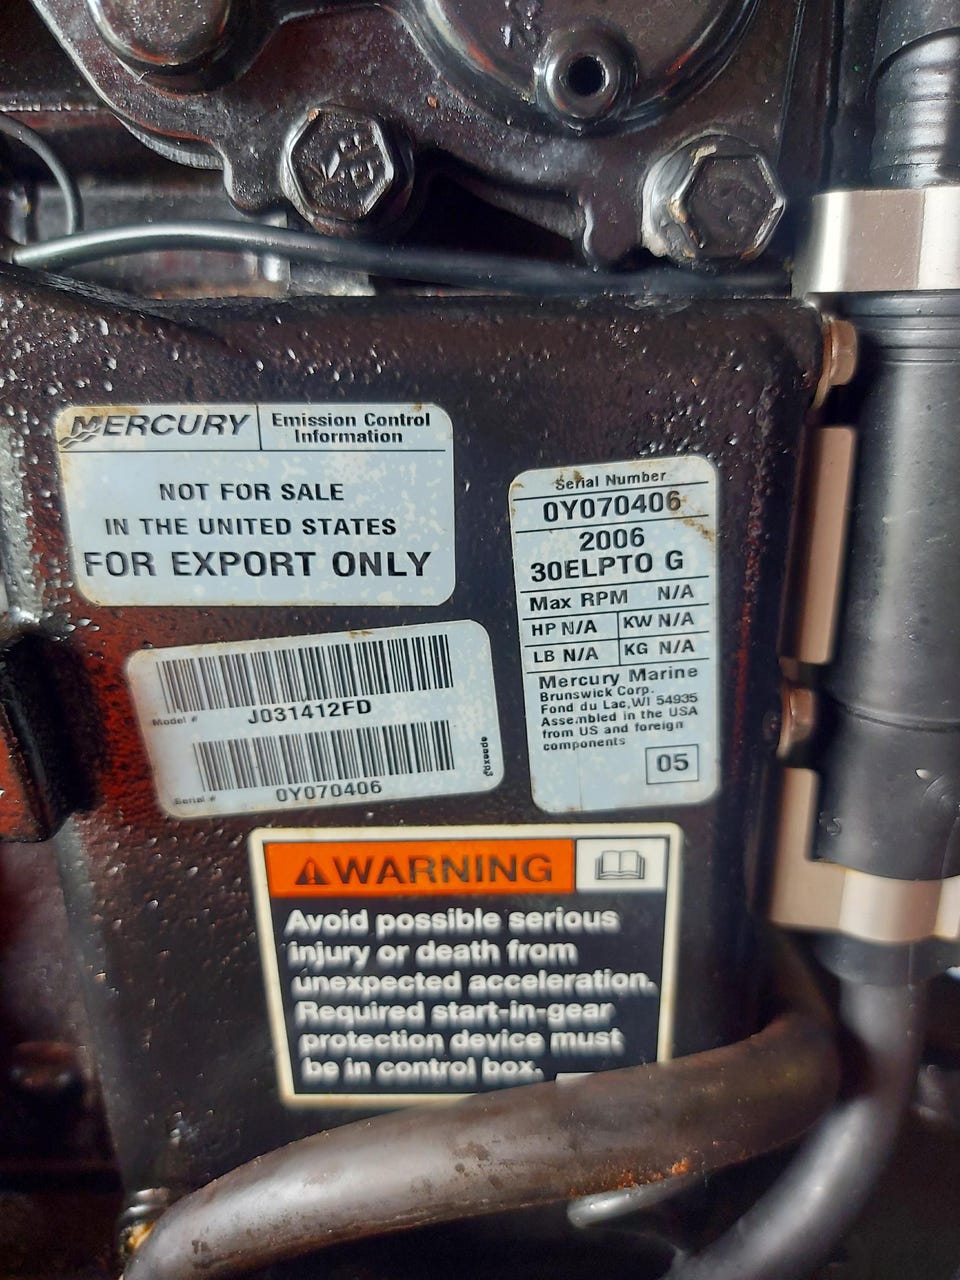 MERCURY
Emission Control
Information
NOT FOR SALE
IN THE UNITED STATES
FOR EXPORT ONLY
Serial Number
0Y070406
2006
30ELPTO G
Max RPM N/A
HP N/A KW N/A
LB N/A KG N/A
Mercury Marine
Brunswick Corp.
Fond du Lac, WI 54935
Assembled in the USA
from US and foreign
components
05
Model #
J031412FD
Serial #
0Y070406
WARNING
Avoid possible serious
injury or death from
unexpected acceleration.
Required start-in-gear
protection device must
be in control box.